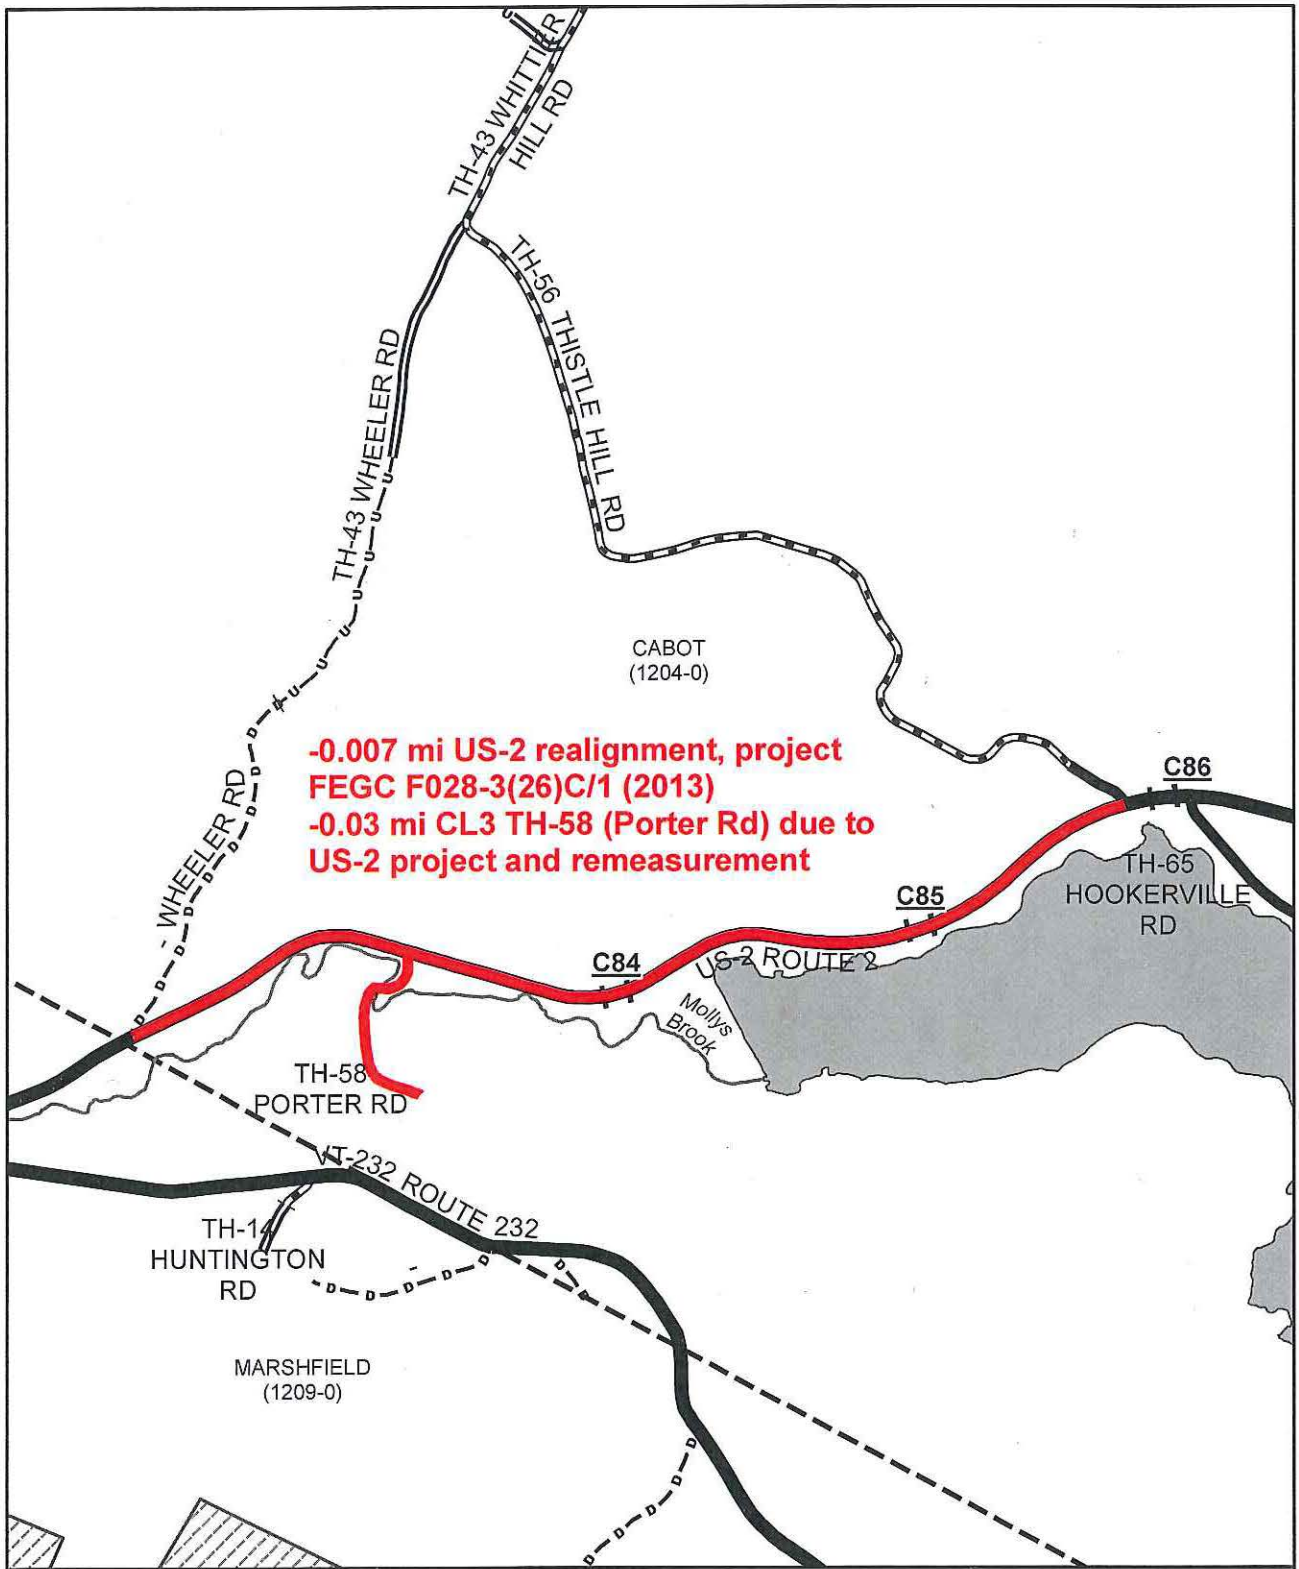 TH-43 WHITTIER
HILL RD
TH-56 THISTLE HILL RD
TH-43 WHEELER RD
CABOT
(1204-0)
-0.007 mi US-2 realignment, project
FEGC F028-3(26)C/1 (2013)
-0.03 mi CL3 TH-58 (Porter Rd) due to
US-2 project and remeasurement
WHEELER RD
C86
TH-65
HOOKERVILLE
RD
C85
C84
US-2 ROUTE 2
Mollys
Brook
TH-58
PORTER RD
VT-232 ROUTE 232
TH-14
HUNTINGTON
RD
MARSHFIELD
(1209-0)